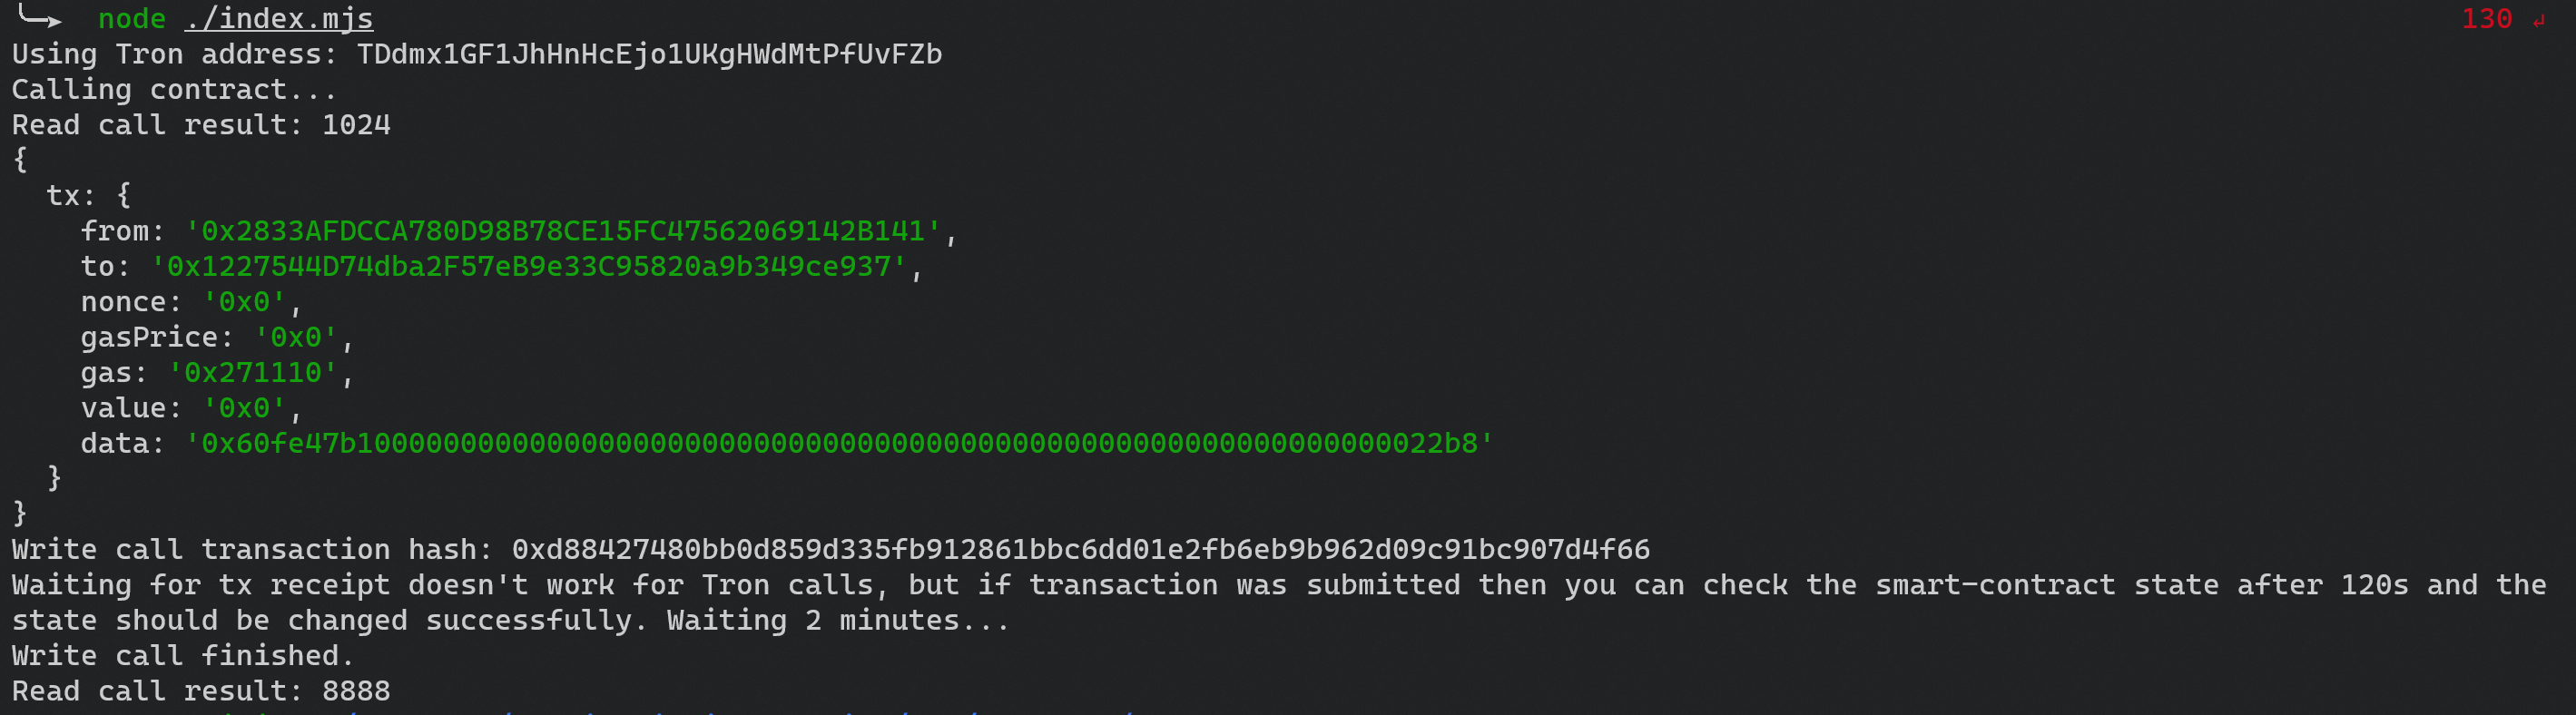 node ./index.mjs 130 ↵
Using Tron address: TDdmx1GF1JhHnHcEjo1UKgHWdMtPfUvFZb
Calling contract...
Read call result: 1024
{
  tx: {
    from: '0x2833AFDCCA780D98B78CE15FC47562069142B141',
    to: '0x1227544D74dba2F57eB9e33C95820a9b349ce937',
    nonce: '0x0',
    gasPrice: '0x0',
    gas: '0x271110',
    value: '0x0',
    data: '0x60fe47b100000000000000000000000000000000000000000000000000000000000022b8'
  }
}
Write call transaction hash: 0xd88427480bb0d859d335fb912861bbc6dd01e2fb6eb9b962d09c91bc907d4f66
Waiting for tx receipt doesn't work for Tron calls, but if transaction was submitted then you can check the smart-contract state after 120s and the
state should be changed successfully. Waiting 2 minutes...
Write call finished.
Read call result: 8888